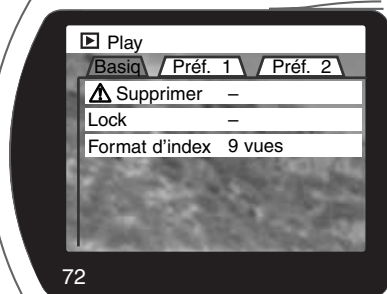 Play
Basiq Préf. 1 Préf. 2
Supprimer –
Lock –
Format d'index 9 vues
72